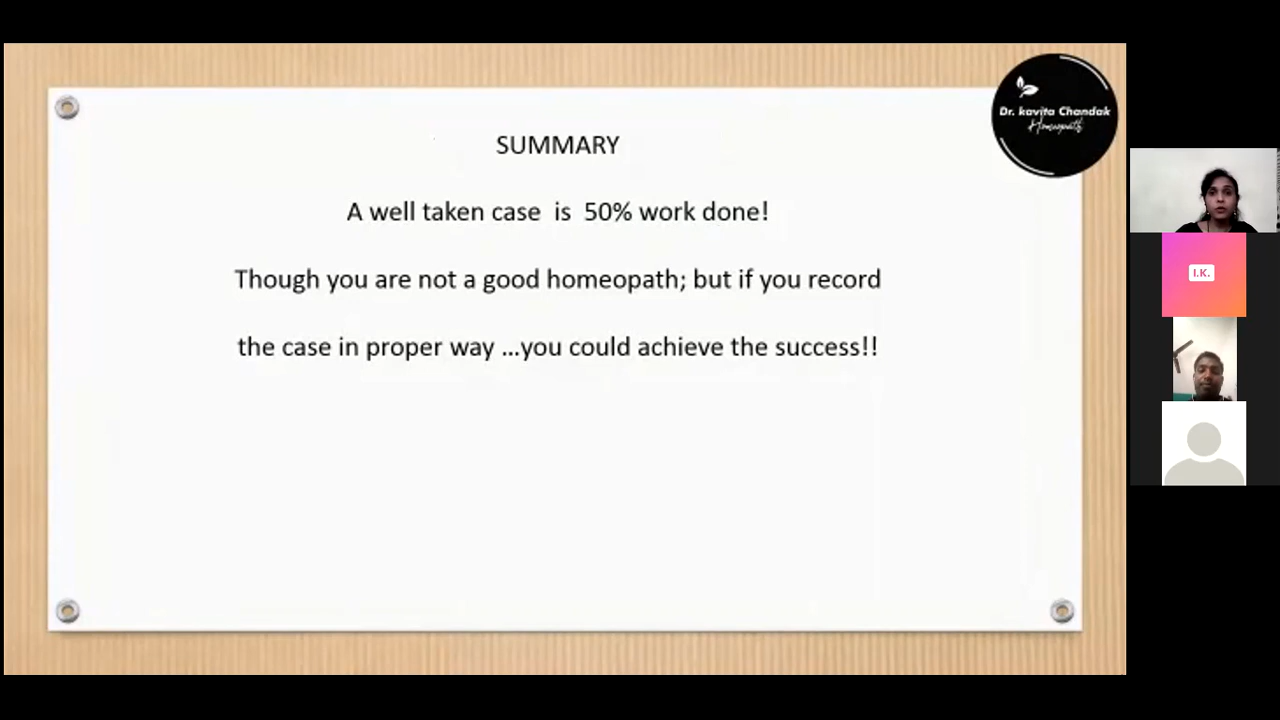 Dr. kavita Chandak
Homeopath
SUMMARY
A well taken case is 50% work done!
Though you are not a good homeopath; but if you record
the case in proper way ...you could achieve the success!!
I.K.